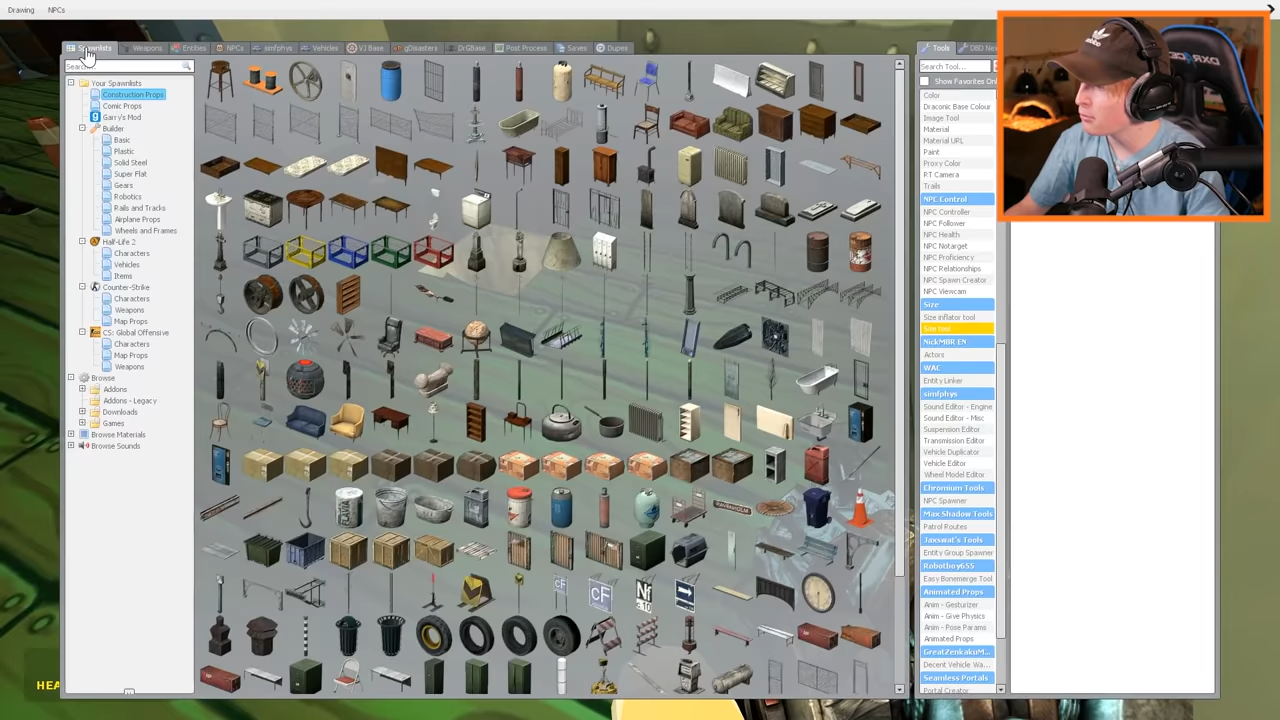 Drawing NPCs
Spawnlists Weapons Entities NPCs simfphys Vehicles VJ Base gDisasters DrGBase Post Process Saves Dupes
Your Spawnlists
Construction Props
Comic Props
Garry's Mod
Builder
Basic
Plastic
Solid Steel
Super Flat
Gears
Robotics
Rails and Tracks
Airplane Props
Wheels and Frames
Half-Life 2
Characters
Vehicles
Items
Counter-Strike
Characters
Weapons
Map Props
CS: Global Offensive
Characters
Map Props
Weapons
Browse
Addons
Addons - Legacy
Downloads
Games
Browse Materials
Browse Sounds
CF
CF
Tools
Search Tool...
Show Favorites Onl
Color
Draconic Base Colour
Image Tool
Material
Material URL
Paint
Proxy Color
RT Camera
Trails
NPC Control
NPC Controller
NPC Follower
NPC Health
NPC Notarget
NPC Proficiency
NPC Relationships
NPC Spawn Creator
NPC Viewcam
Size
Size inflator tool
Size tool
NickMBR EN
Actors
WAC
Entity Linker
simfphys
Sound Editor - Engine
Sound Editor - Misc
Suspension Editor
Transmission Editor
Vehicle Duplicator
Vehicle Editor
Wheel Model Editor
Chromium Tools
NPC Spawner
Max Shadow Tools
Patrol Routes
Jaxswat's Tools
Entity Group Spawner
Robotboy655
Easy Bonemerge Tool
Animated Props
Anim - Gesturizer
Anim - Give Physics
Anim - Pose Params
Animated Props
GreatZenkakuM...
Decent Vehicle Wa...
Seamless Portals
Portal Creator
HEA
adidas